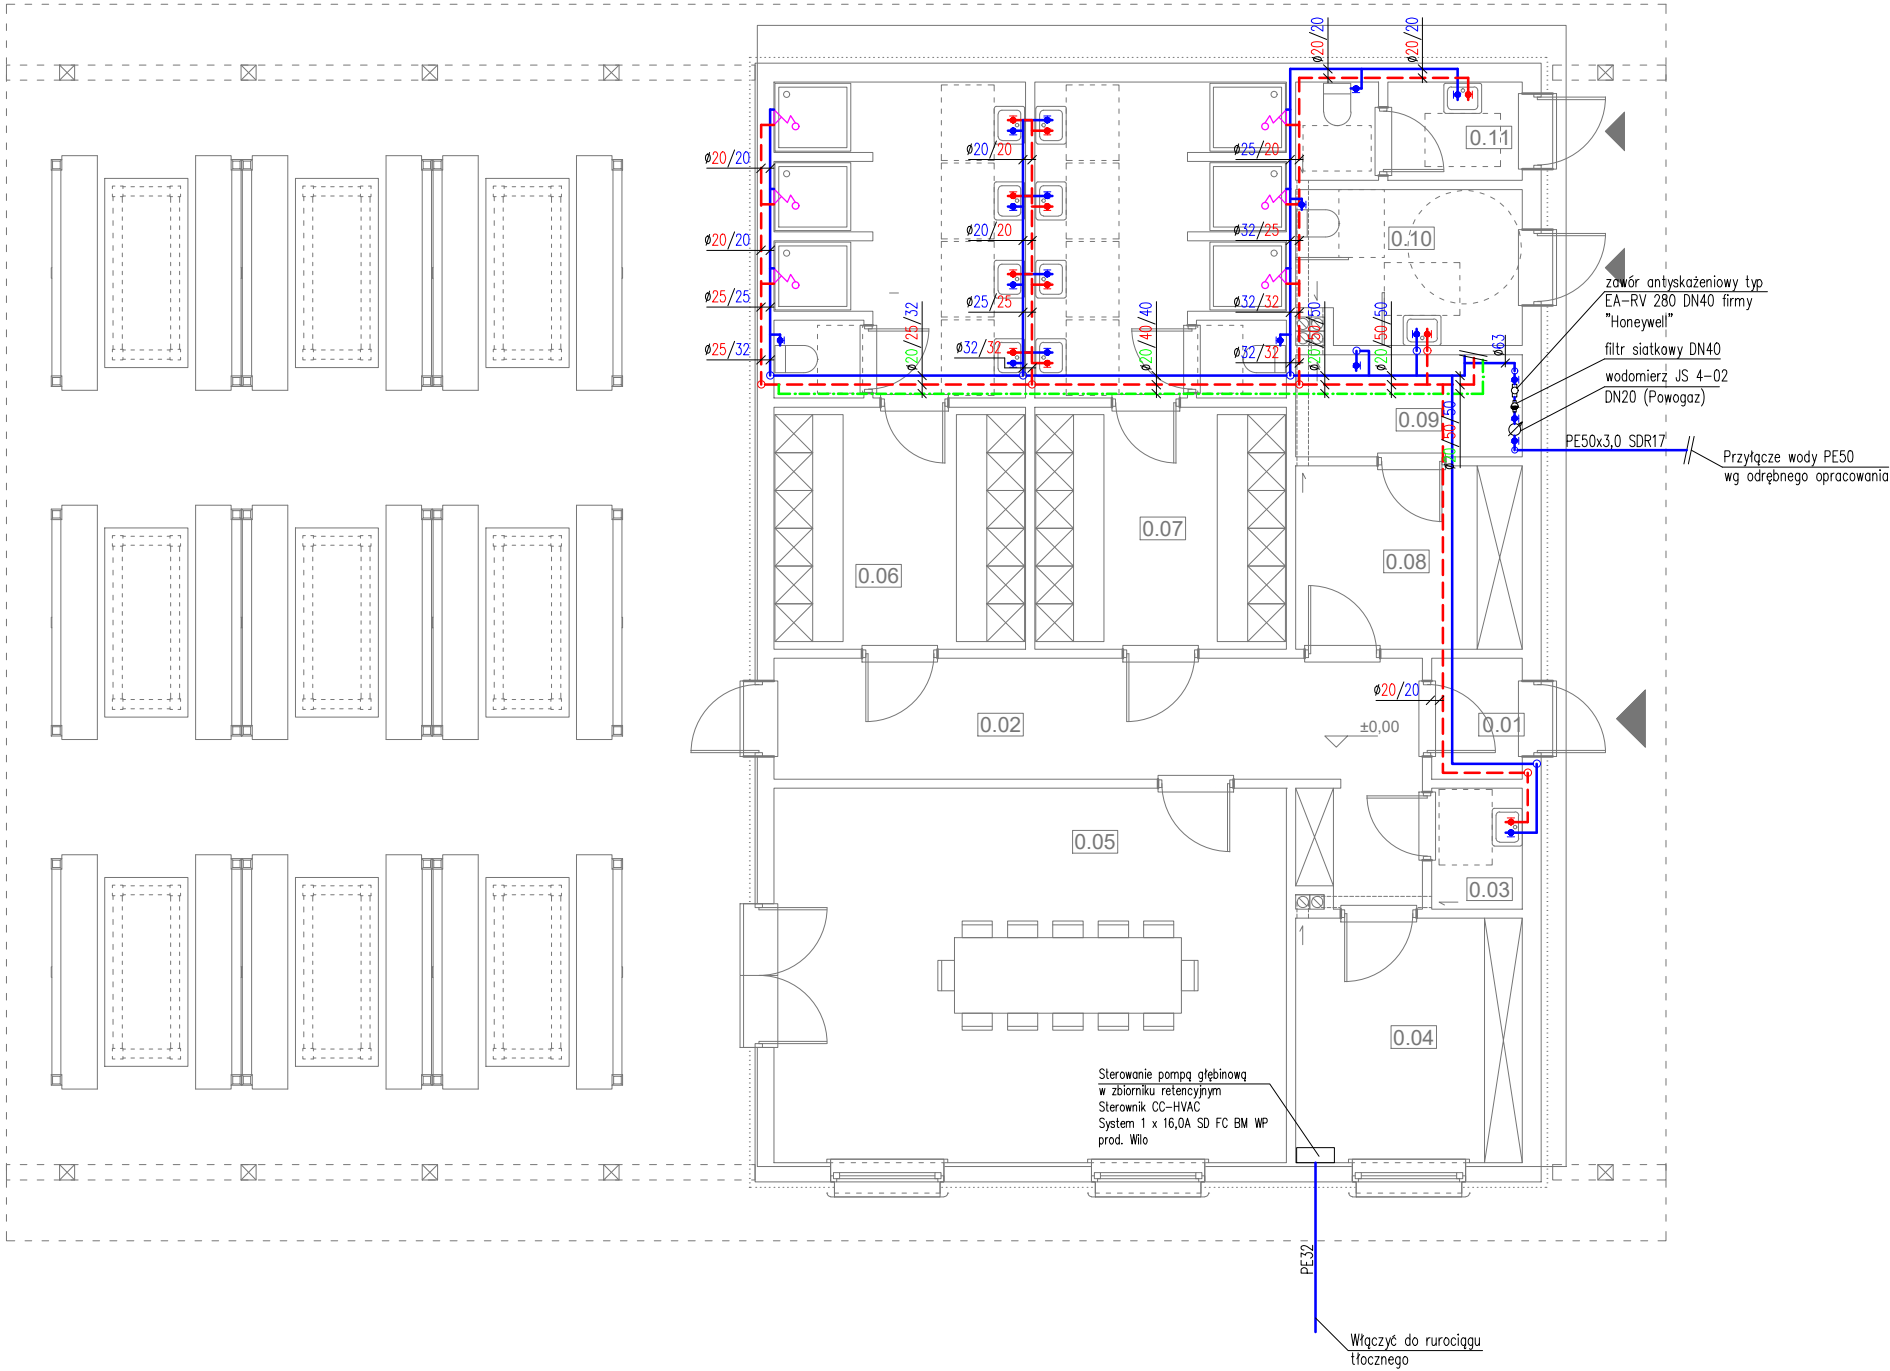 ø20/20
ø20/20
0.11
ø20/20
ø20/20
ø25/20
ø20/20
ø20/20
ø32/25
0.10
zawór antyskażeniowy typ
EA-RV 280 DN40 firmy
"Honeywell"
filtr siatkowy DN40
wodomierz JS 4-02
DN20 (Powogaz)
ø25/25
ø25/25
ø32/32
ø25/32
ø32/32
ø32/32
ø20/25/32
ø20/40/40
ø20/50/50
ø20/50/50
ø63
0.09
/50/50
PE50x3,0 SDR17
Przyłącze wody PE50
wg odrębnego opracowania
0.06
0.07
0.08
ø20/20
0.02
±0,00
0.01
0.05
0.03
0.04
Sterowanie pompą głębinową
w zbiorniku retencyjnym
Sterownik CC-HVAC
System 1 x 16,0A SD FC BM WP
prod. Wilo
PE32
Włączyć do rurociągu
tłocznego